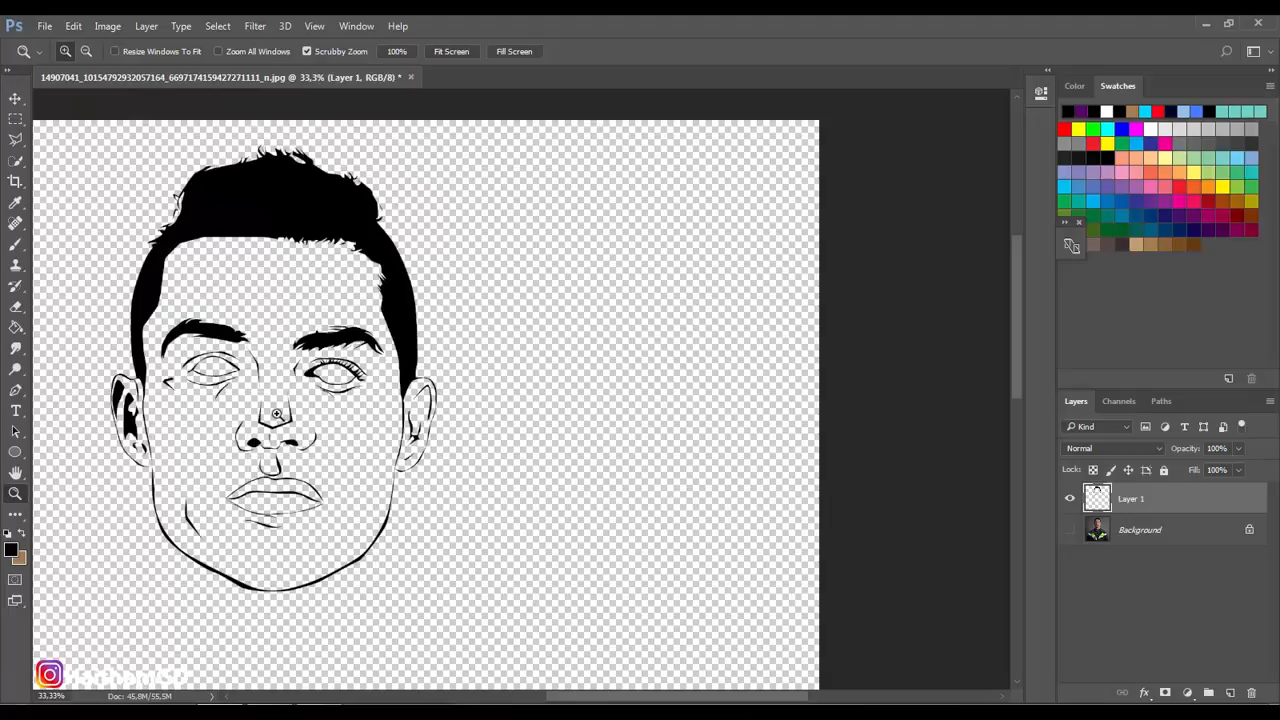 Ps File Edit Image Layer Type Select Filter 3D View Window Help
Resize Windows To Fit Zoom All Windows Scrubby Zoom 100% Fit Screen Fill Screen
14907041_10154792932057164_6697174159427271111_n.jpg @ 33,3% (Layer 1, RGB/8) *
Color Swatches
Layers Channels Paths
Kind
Normal Opacity: 100%
Lock: Fill: 100%
Layer 1
Background
33,33% Doc: 45,8M/55,5M